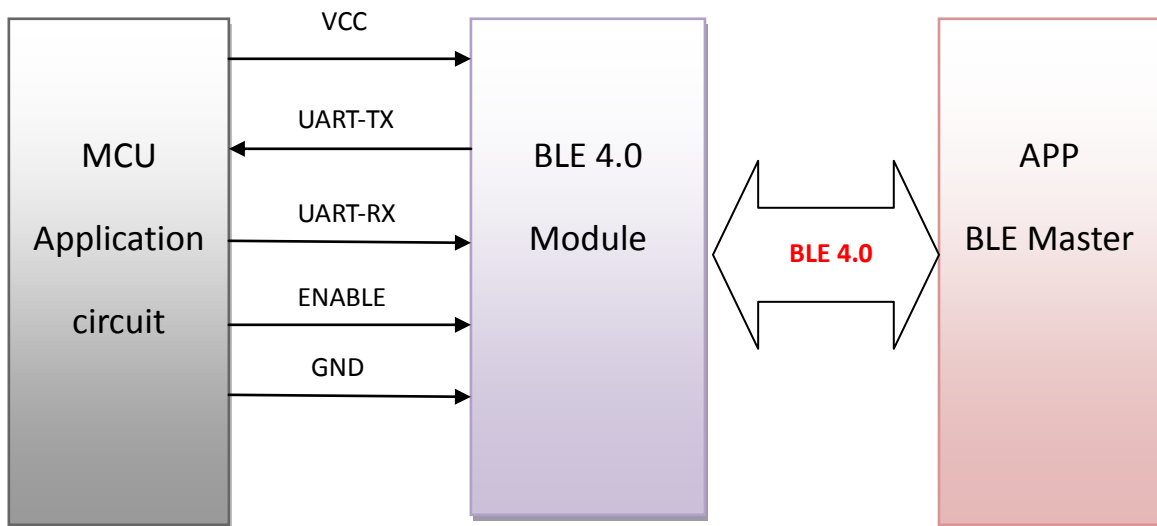 MCU
Application
circuit
VCC
UART-TX
UART-RX
ENABLE
GND
BLE 4.0
Module
BLE 4.0
APP
BLE Master